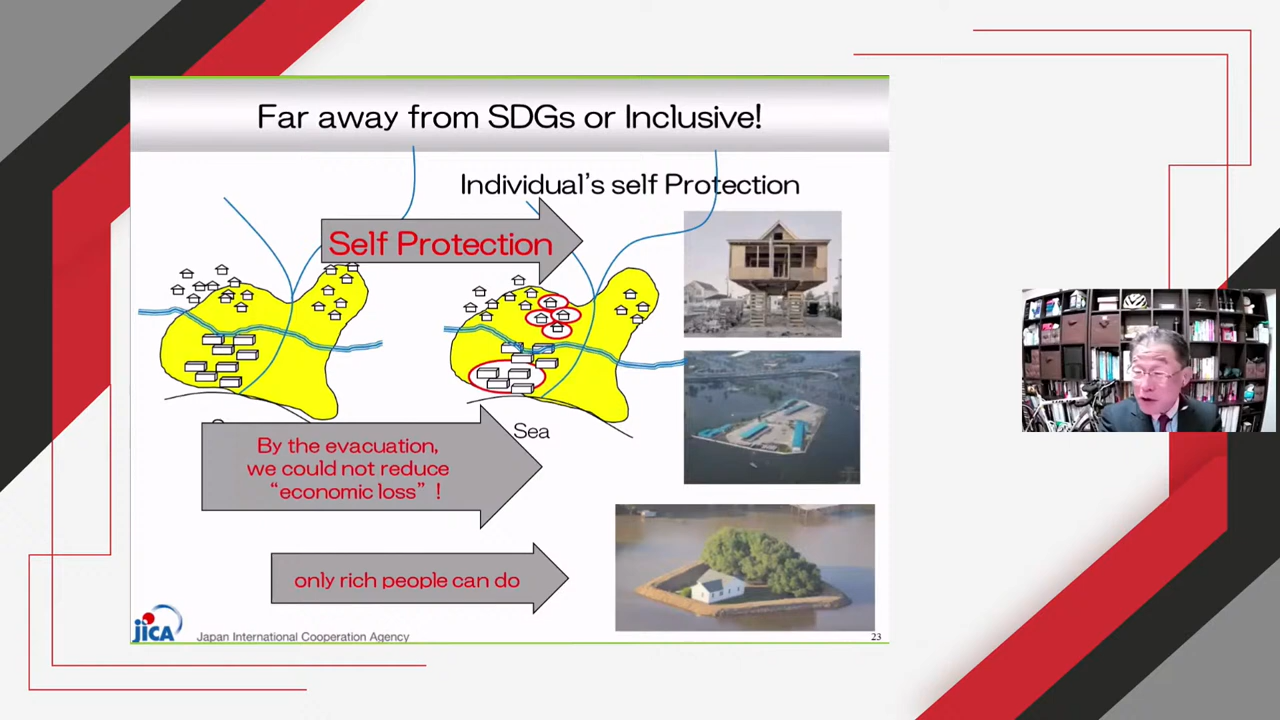 Far away from SDGs or Inclusive!
Individual's self Protection
Self Protection
Sea
By the evacuation,
we could not reduce
“economic loss” !
only rich people can do
JICA
Japan International Cooperation Agency
23